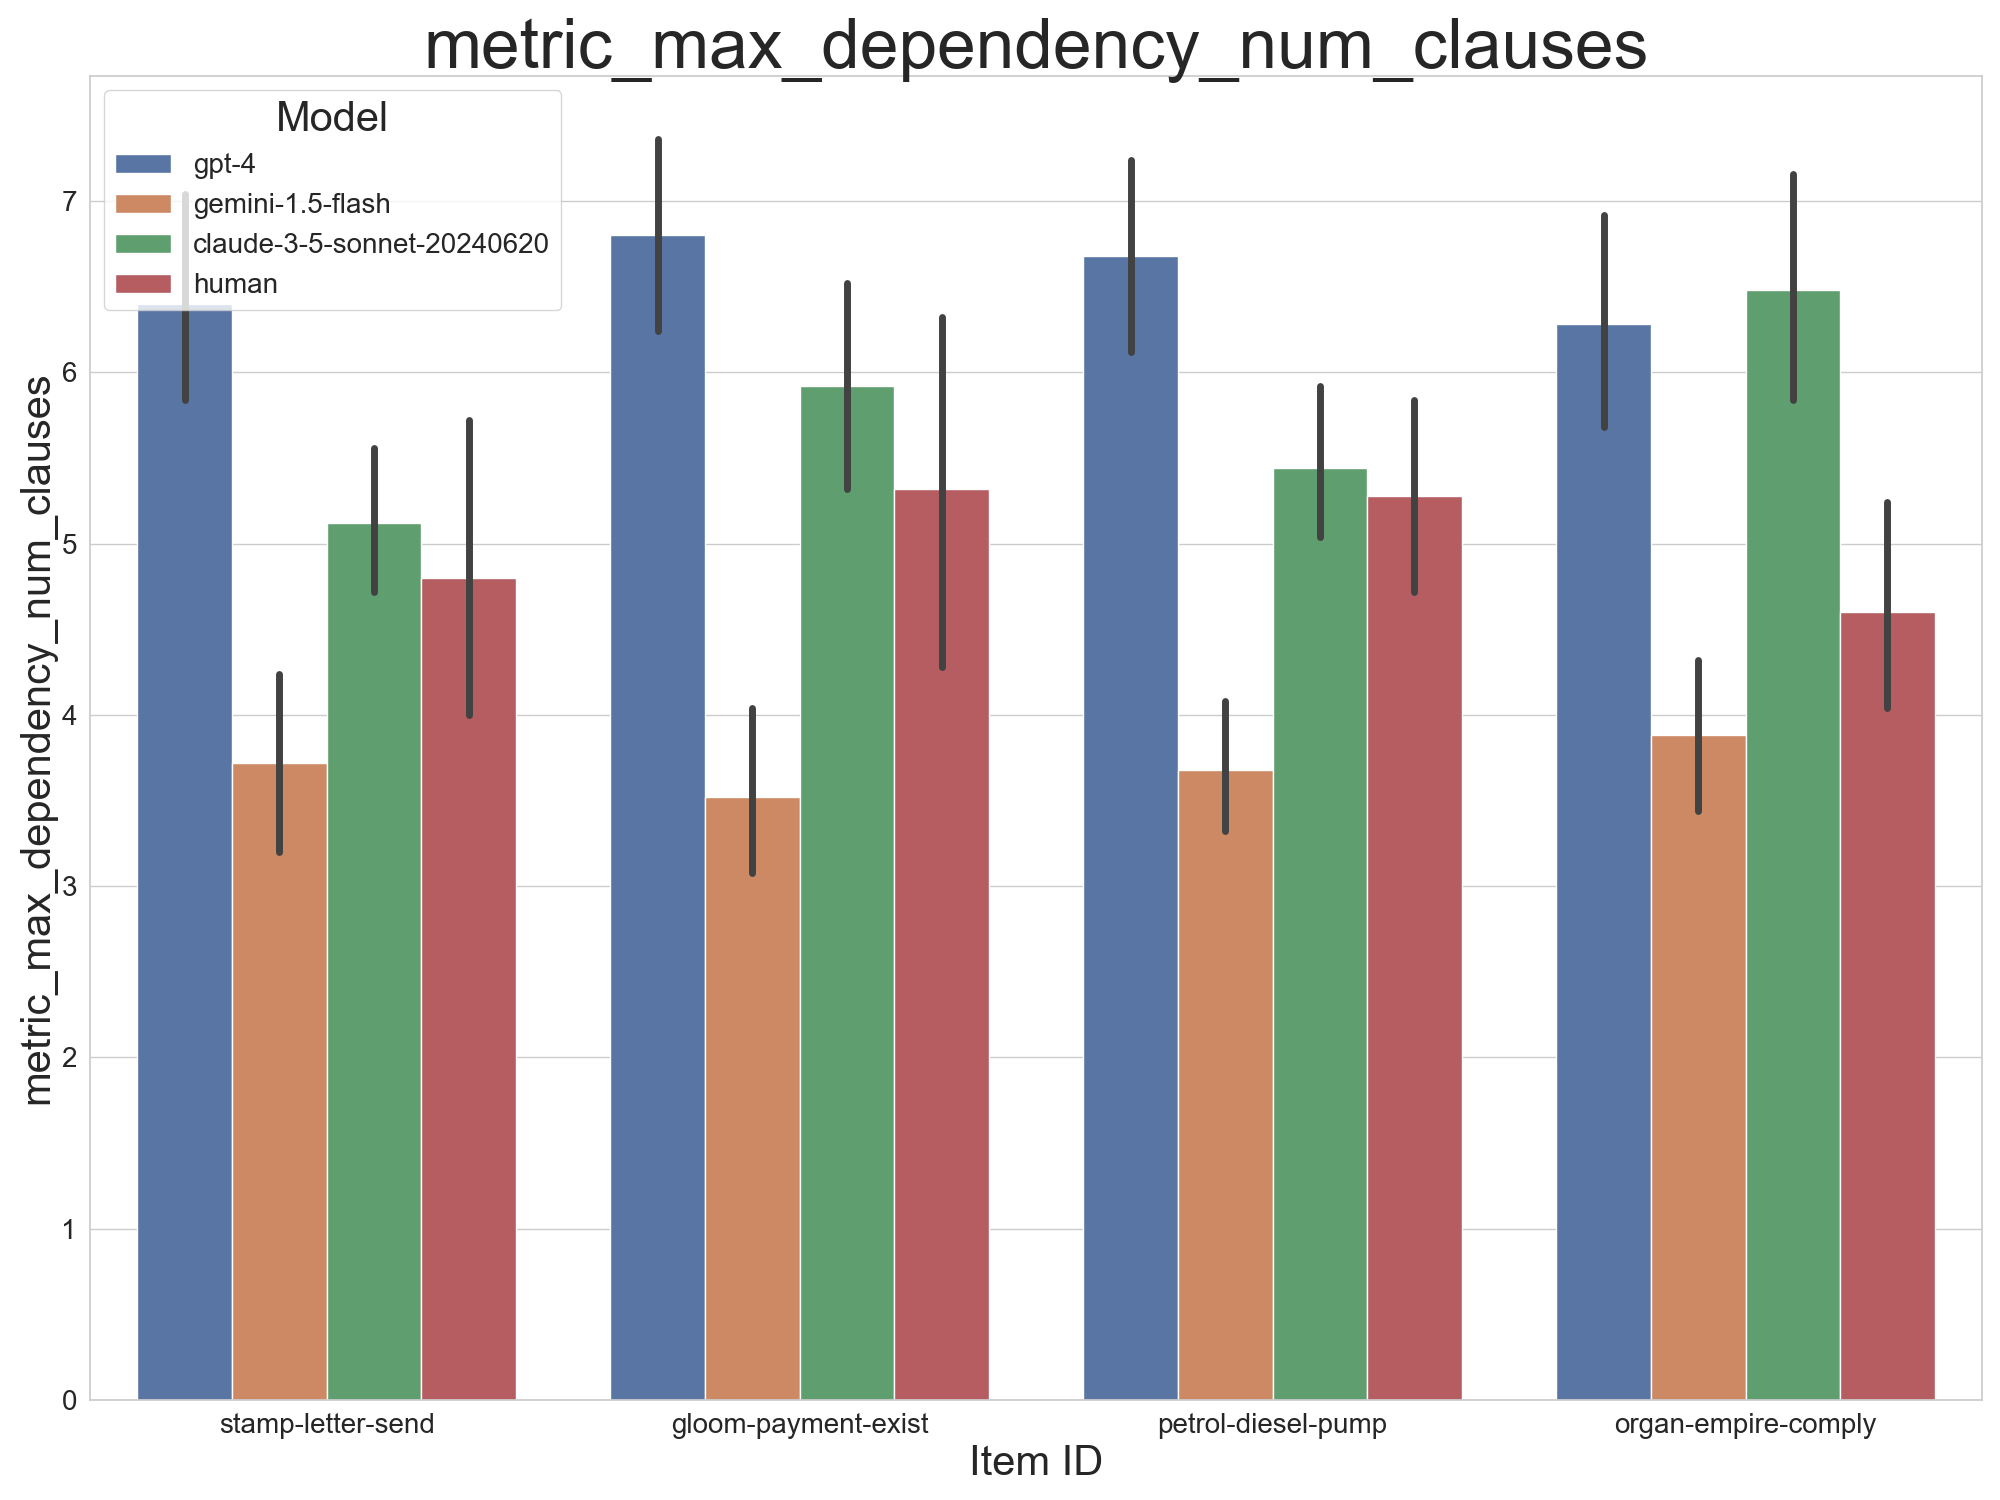 metric_max_dependency_num_clauses
Model
gpt-4
gemini-1.5-flash
claude-3-5-sonnet-20240620
human
metric_max_dependency_num_clauses
7
6
5
4
3
2
1
0
stamp-letter-send
gloom-payment-exist
petrol-diesel-pump
organ-empire-comply
Item ID